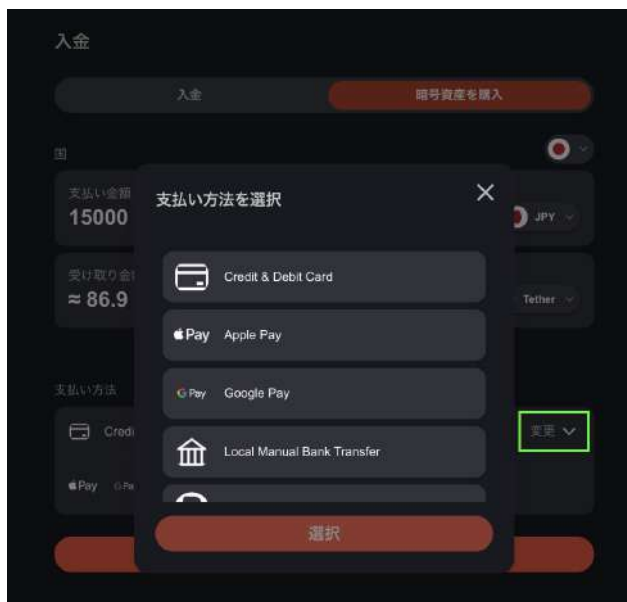 入金
入金
暗号資産を購入
国
支払い金額
15000
JPY
受け取り金
≈ 86.9
Tether
支払い方法
Credi
変更
Pay G Pa
支払い方法を選択
Credit & Debit Card
Pay Apple Pay
G Pay Google Pay
Local Manual Bank Transfer
選択